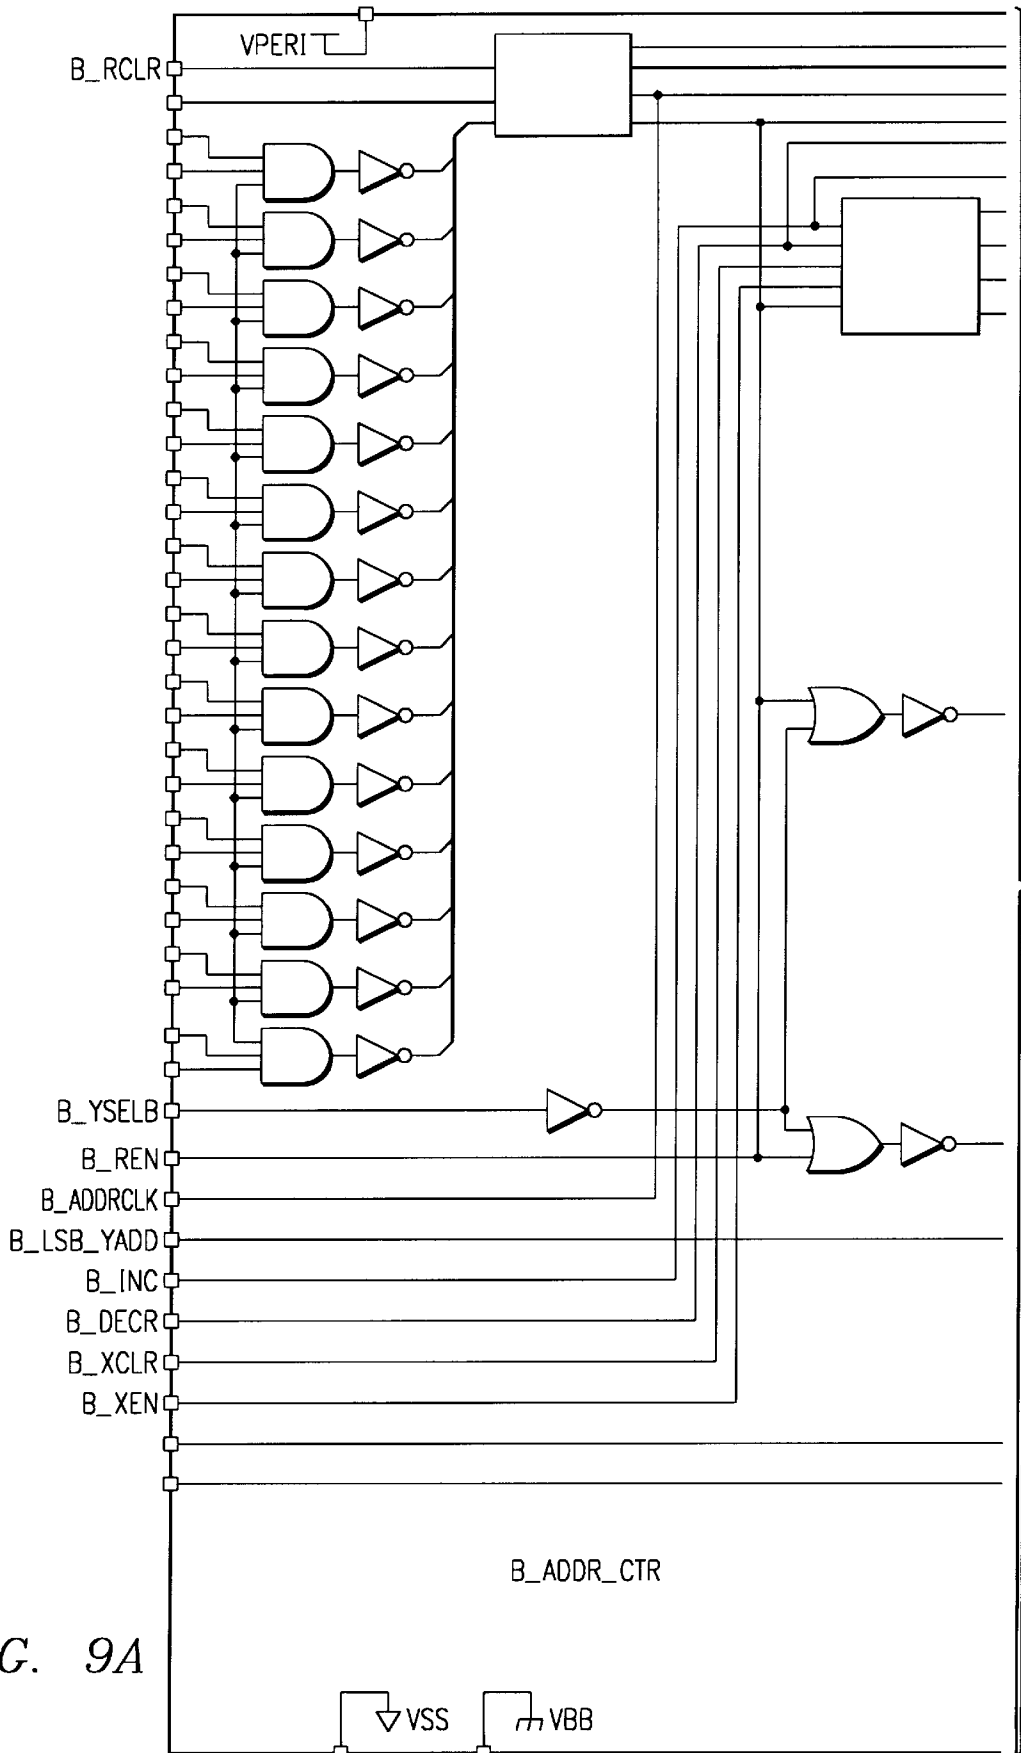 VPERI
B_RCLR
B_YSELB
B_REN
B_ADDRCLK
B_LSB_YADD
B_INC
B_DECR
B_XCLR
B_XEN
B_ADDR_CTR
G. 9A
VSS
VBB